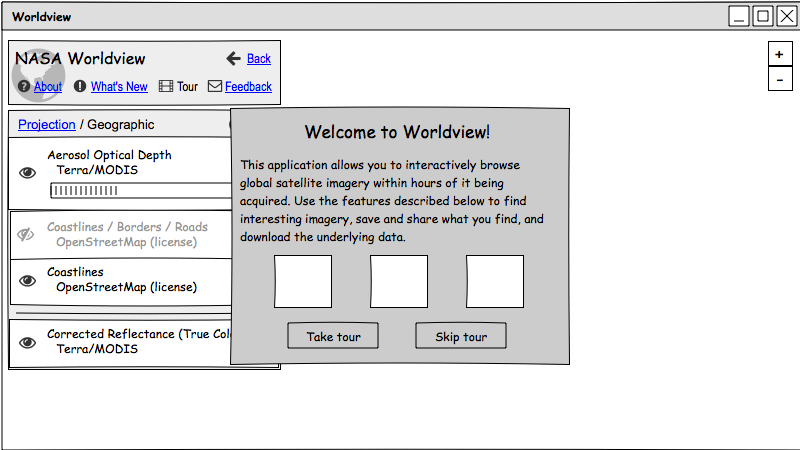 Worldview
NASA Worldview
Back
About
What's New
Tour
Feedback
+
-
Projection / Geographic
Aerosol Optical Depth
Terra/MODIS
Coastlines / Borders / Roads
OpenStreetMap (license)
Coastlines
OpenStreetMap (license)
Corrected Reflectance (True
Terra/MODIS
Welcome to Worldview!
This application allows you to interactively browse
global satellite imagery within hours of it being
acquired. Use the features described below to find
interesting imagery, save and share what you find, and
download the underlying data.
Take tour
Skip tour